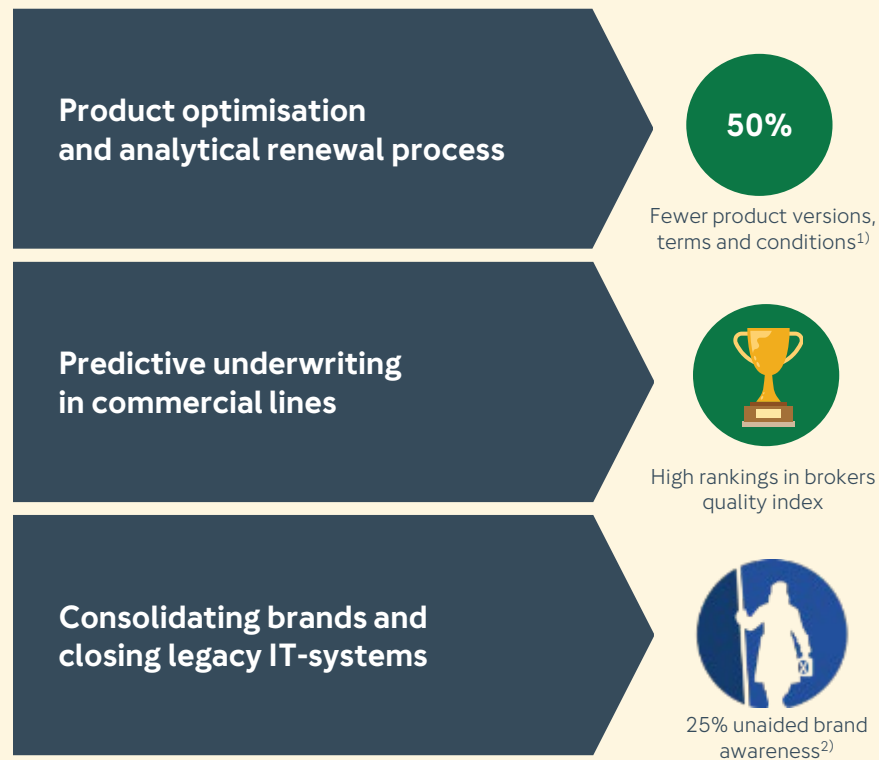 Product optimisation
and analytical renewal process
50%
Fewer product versions,
terms and conditions1)
Predictive underwriting
in commercial lines
High rankings in brokers
quality index
Consolidating brands and
closing legacy IT-systems
25% unaided brand
awareness2)